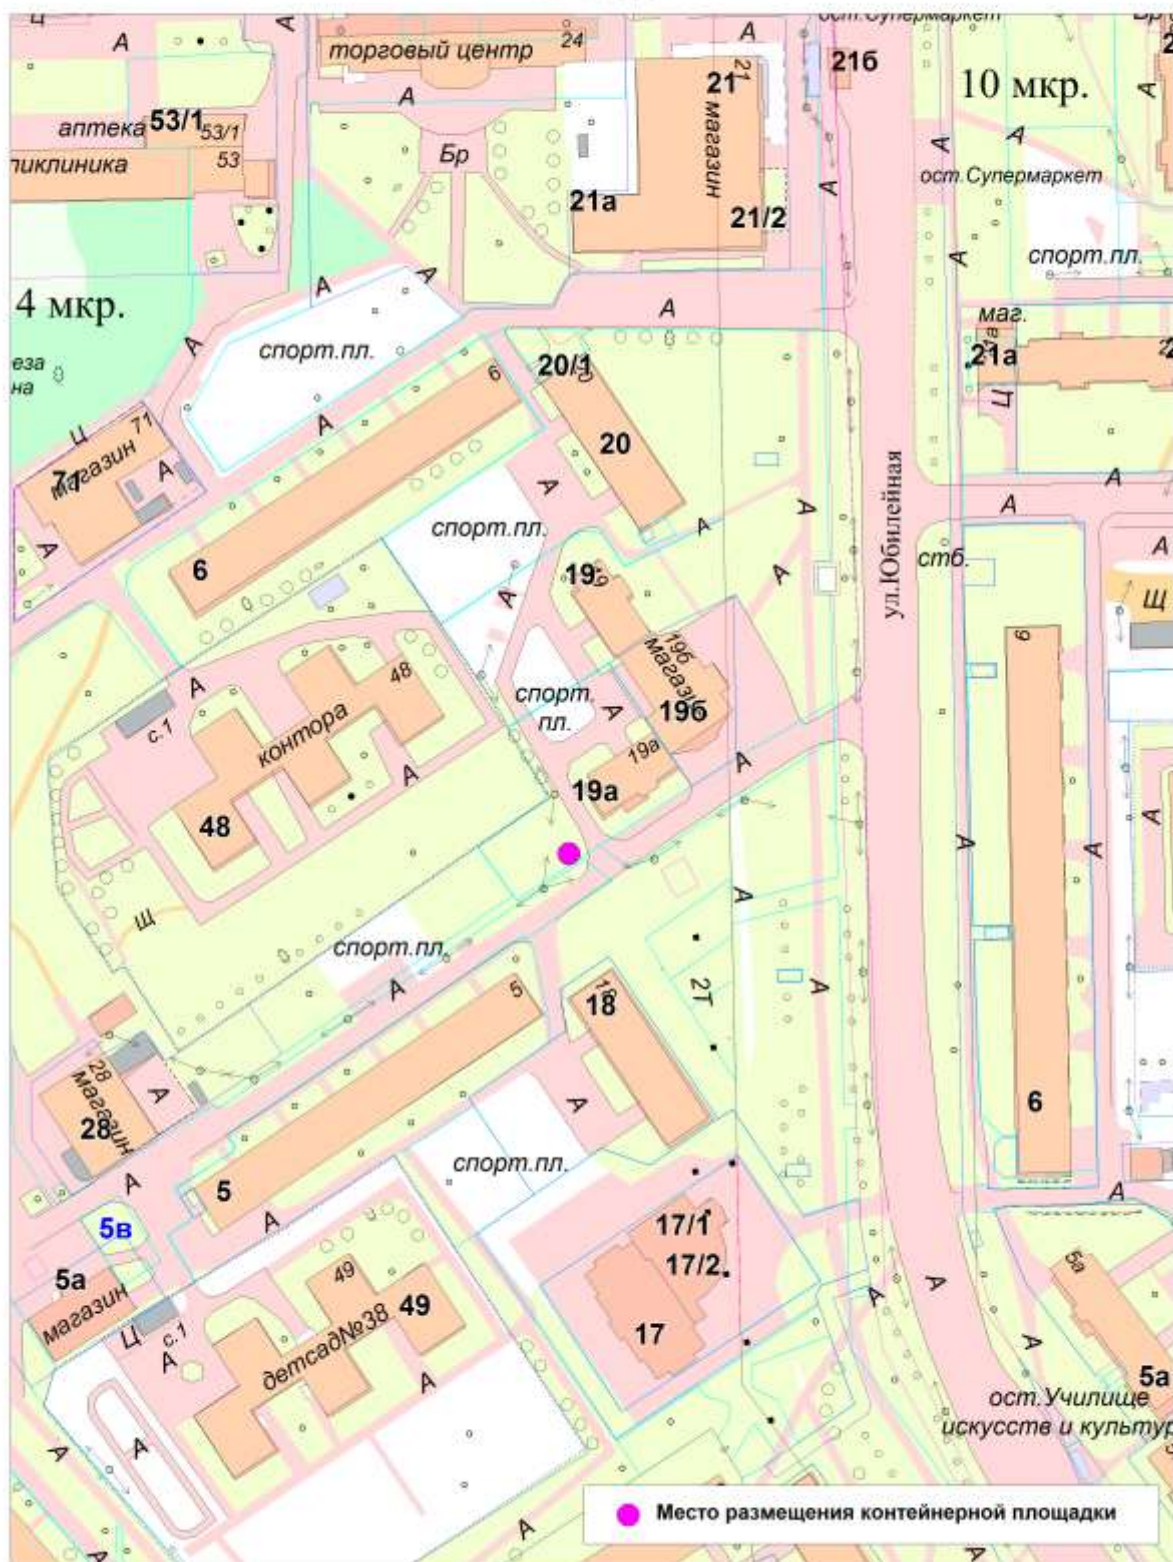 ост.Супермаркет
А
А
А
24
торговый центр
21
21
магазин
21б
10 мкр.
А
А
аптека
53/1
53/1
53
Бр
А
ост.Супермаркет
21а
21/2
А
спорт.пл.
4 мкр.
А
А
А
маг.
спорт.пл.
20/1
6
21а
Ц
71
Ц
71
магазин
А
А
20
А
А
ул.Юбилейная
спорт.пл.
А
А
А
А
стб.
А
6
19
19
А
А
Щ
19б
магазин
6
48
А
с.1
контора
спорт.
пл.
А
19б
19а
А
19а
А
48
А
А
А
Щ
А
спорт.пл.
А
5
18
18
2Т
А
28
магазин
28
А
А
6
спорт.пл.
5
А
А
А
5в
17/1
17/2
5а
5а
магазин
49
49
детсад№38
Ц
с.1
А
17
А
А
А
А
5а
ост.Училище
искусств и культур
А
А
А
А
А
Место размещения контейнерной площадки